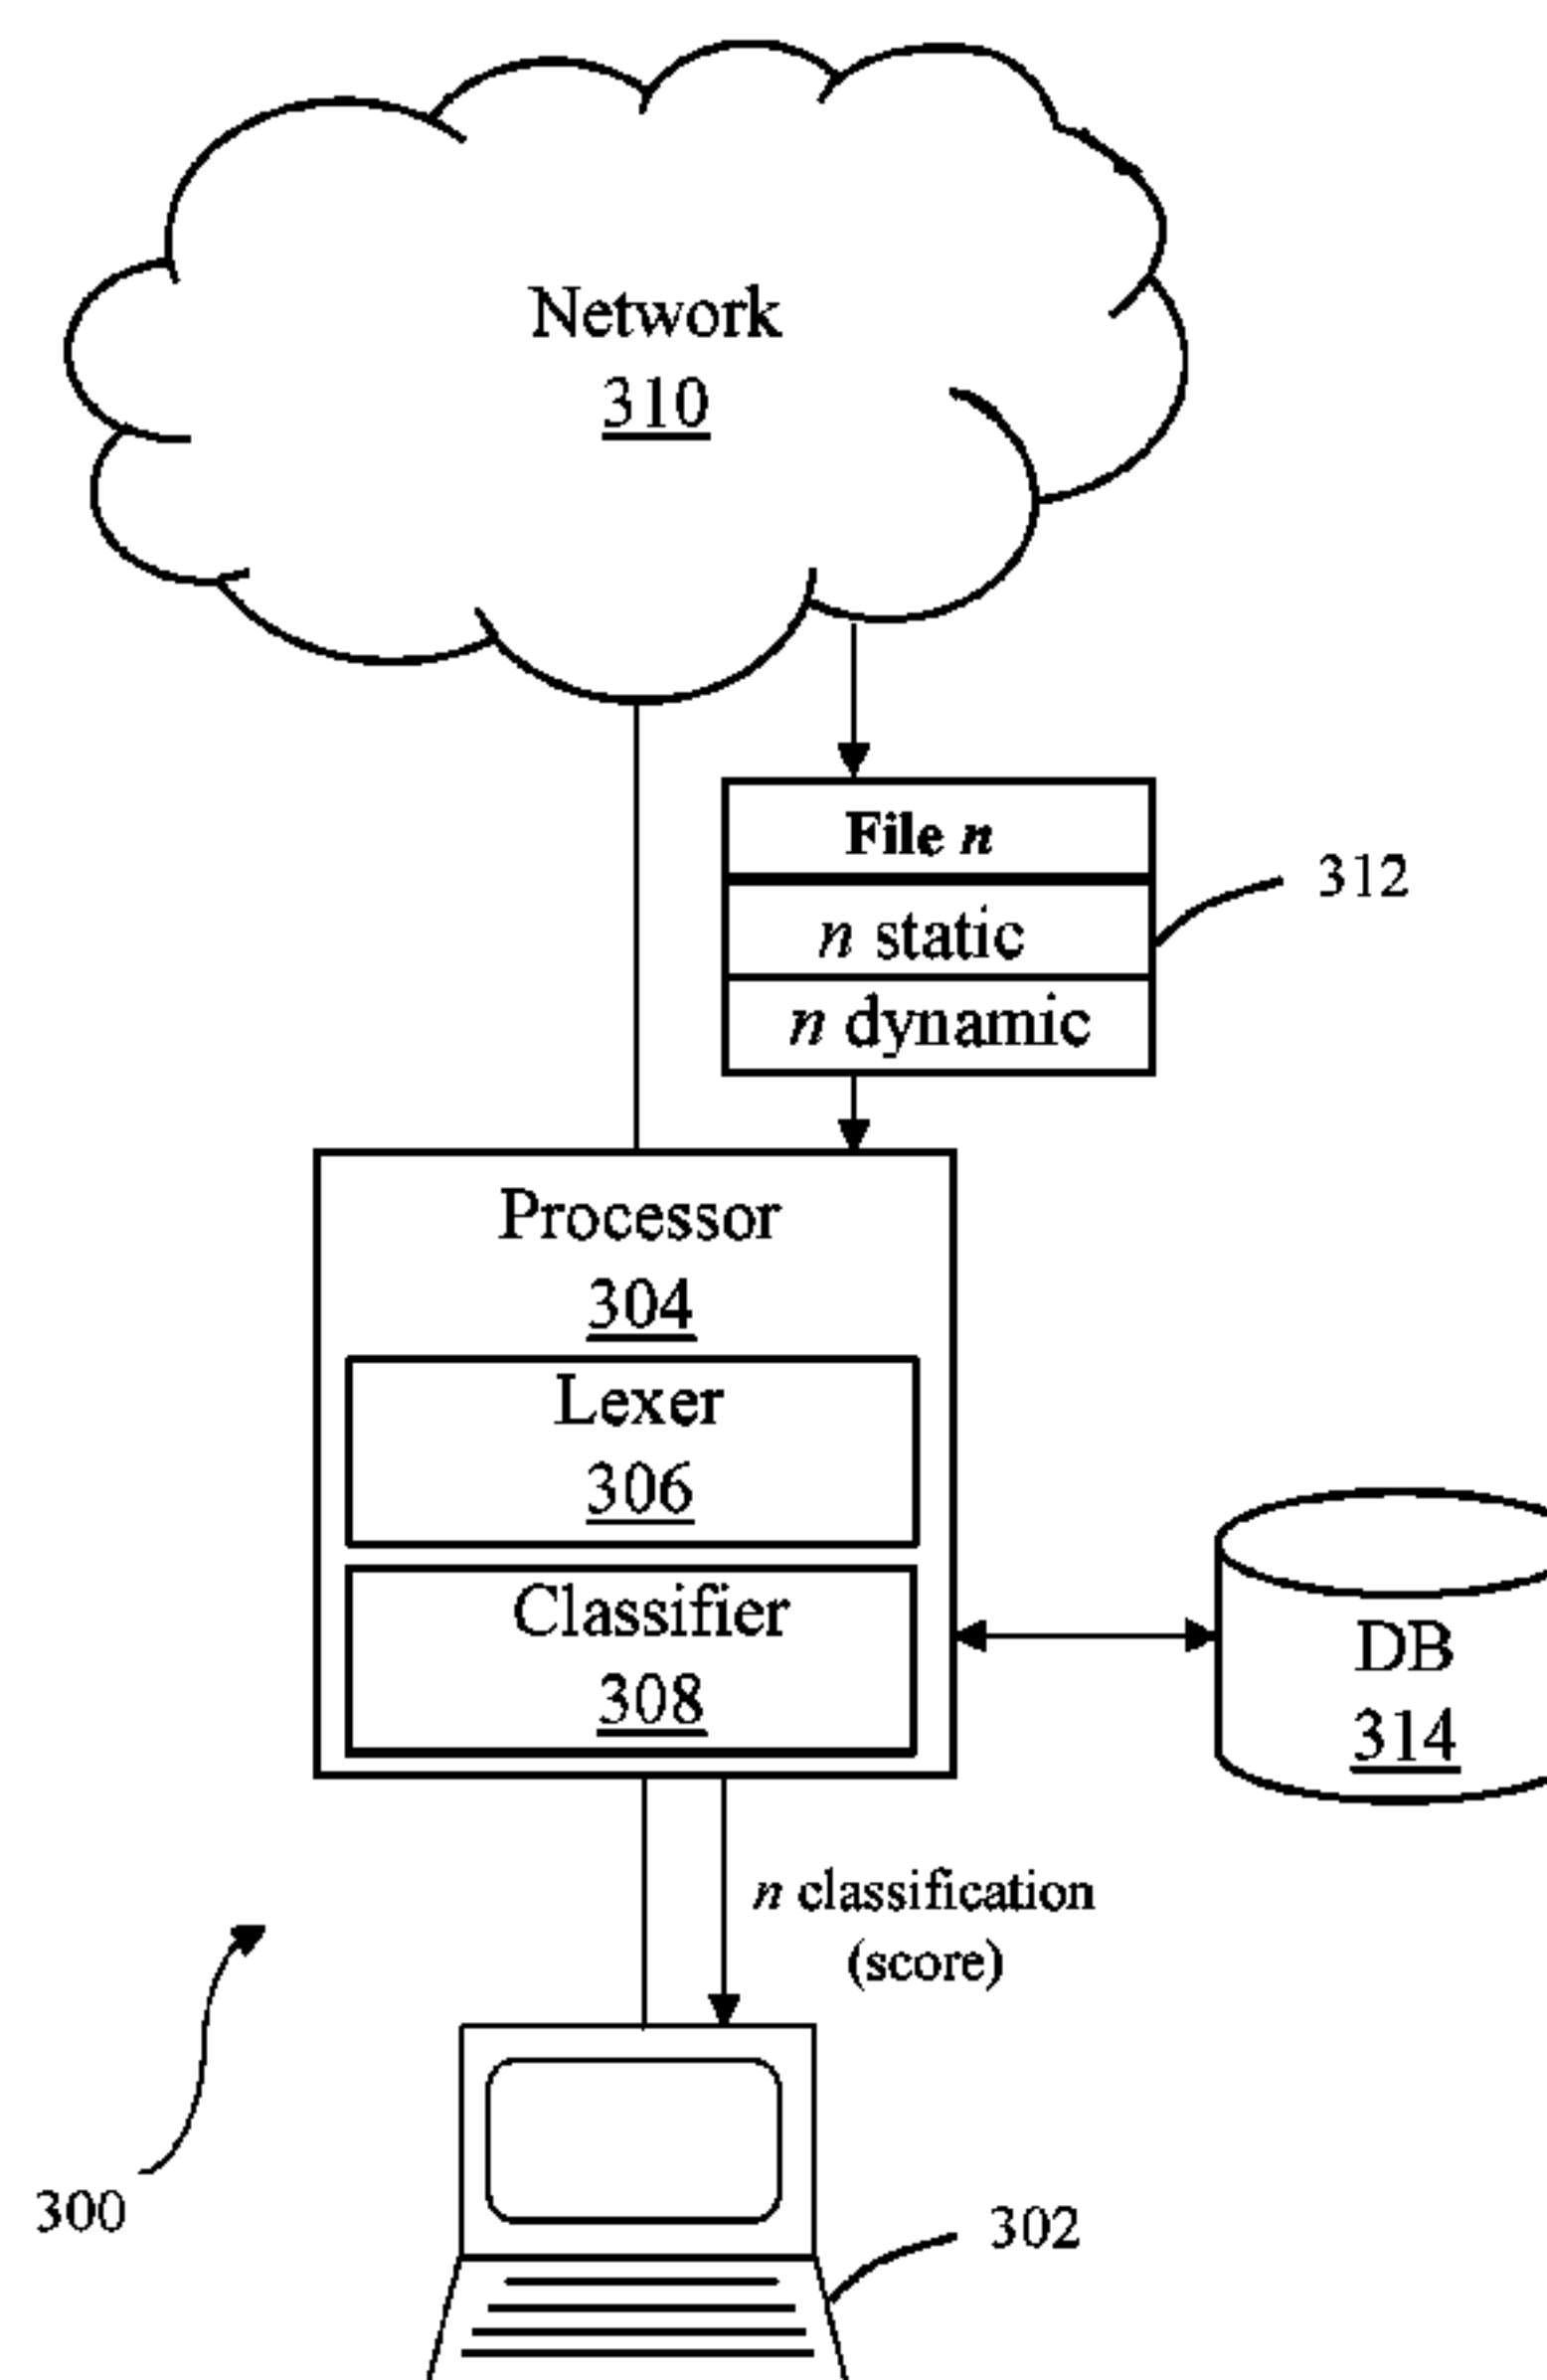 Network
310
File n
312
n static
n dynamic
Processor
304
Lexer
306
Classifier
308
DB
314
n classification
(score)
300
302